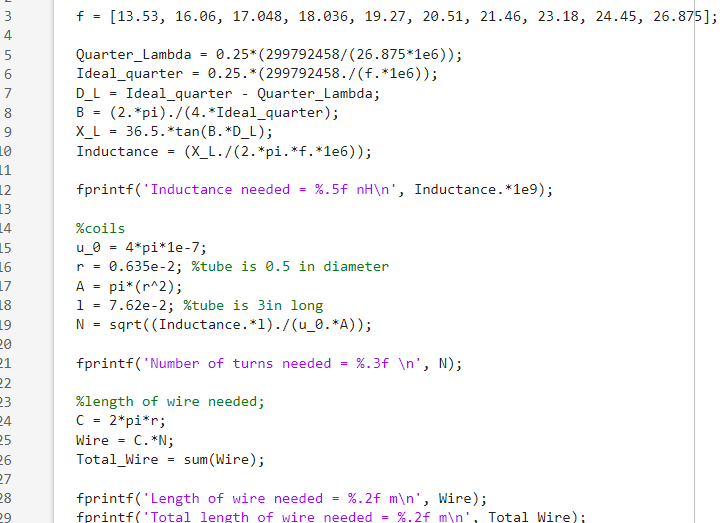 3 f = [13.53, 16.06, 17.048, 18.036, 19.27, 20.51, 21.46, 23.18, 24.45, 26.875];
4
5 Quarter_Lambda = 0.25*(299792458/(26.875*1e6));
6 Ideal_quarter = 0.25.*(299792458./(f.*1e6));
7 D_L = Ideal_quarter - Quarter_Lambda;
8 B = (2.*pi)./(4.*Ideal_quarter);
9 X_L = 36.5.*tan(B.*D_L);
10 Inductance = (X_L./(2.*pi.*f.*1e6));
11
12 fprintf('Inductance needed = %.5f nH\n', Inductance.*1e9);
13
14 %coils
15 u_0 = 4*pi*1e-7;
16 r = 0.635e-2; %tube is 0.5 in diameter
17 A = pi*(r^2);
18 l = 7.62e-2; %tube is 3in long
19 N = sqrt((Inductance.*l)./(u_0.*A));
20
21 fprintf('Number of turns needed = %.3f \n', N);
22
23 %length of wire needed;
24 C = 2*pi*r;
25 Wire = C.*N;
26 Total_Wire = sum(Wire);
27
28 fprintf('Length of wire needed = %.2f m\n', Wire);
29 fprintf('Total length of wire needed = %.2f m\n', Total_Wire);